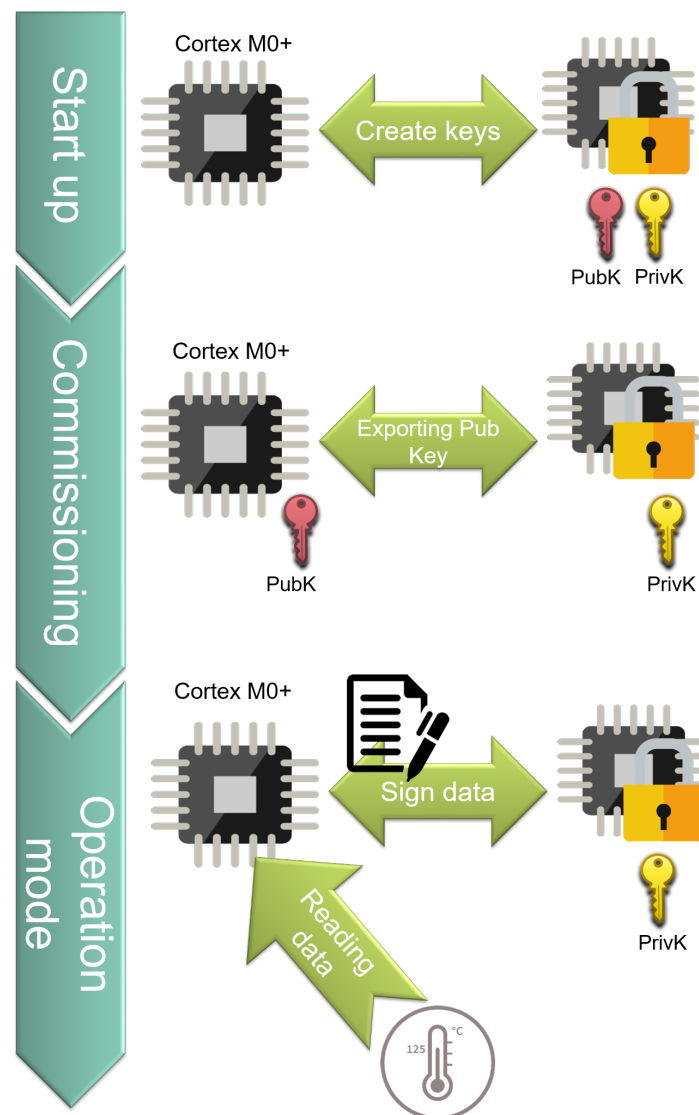 Start up
Cortex M0+
Create keys
PubK
PrivK
Commissioning
Cortex M0+
Exporting Pub
Key
PubK
PrivK
Operation
mode
Cortex M0+
Sign data
PrivK
Reading
data
°C
125